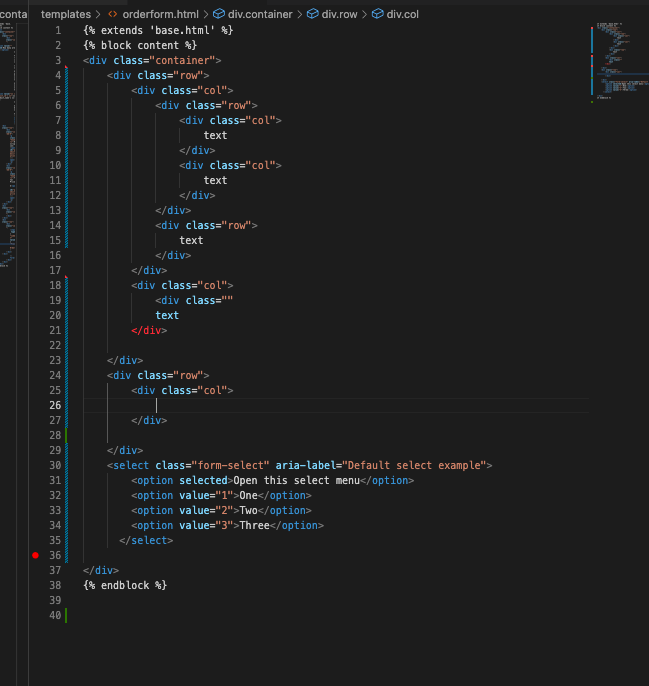 conta templates > orderform.html > div.container > div.row > div.col
1 {% extends 'base.html' %}
2 {% block content %}
3 <div class="container">
4 <div class="row">
5 <div class="col">
6 <div class="row">
7 <div class="col">
8 text
9 </div>
10 <div class="col">
11 text
12 </div>
13 </div>
14 <div class="row">
15 text
16 </div>
17 </div>
18 <div class="col">
19 <div class=""
20 text
21 </div>
22
23 </div>
24 <div class="row">
25 <div class="col">
26
27 </div>
28
29 </div>
30 <select class="form-select" aria-label="Default select example">
31 <option selected>Open this select menu</option>
32 <option value="1">One</option>
33 <option value="2">Two</option>
34 <option value="3">Three</option>
35 </select>
36
37 </div>
38 {% endblock %}
39
40